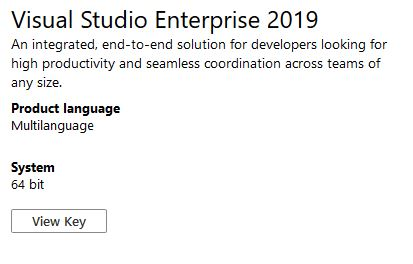 Visual Studio Enterprise 2019
An integrated, end-to-end solution for developers looking for
high productivity and seamless coordination across teams of
any size.
Product language
Multilanguage
System
64 bit
View Key